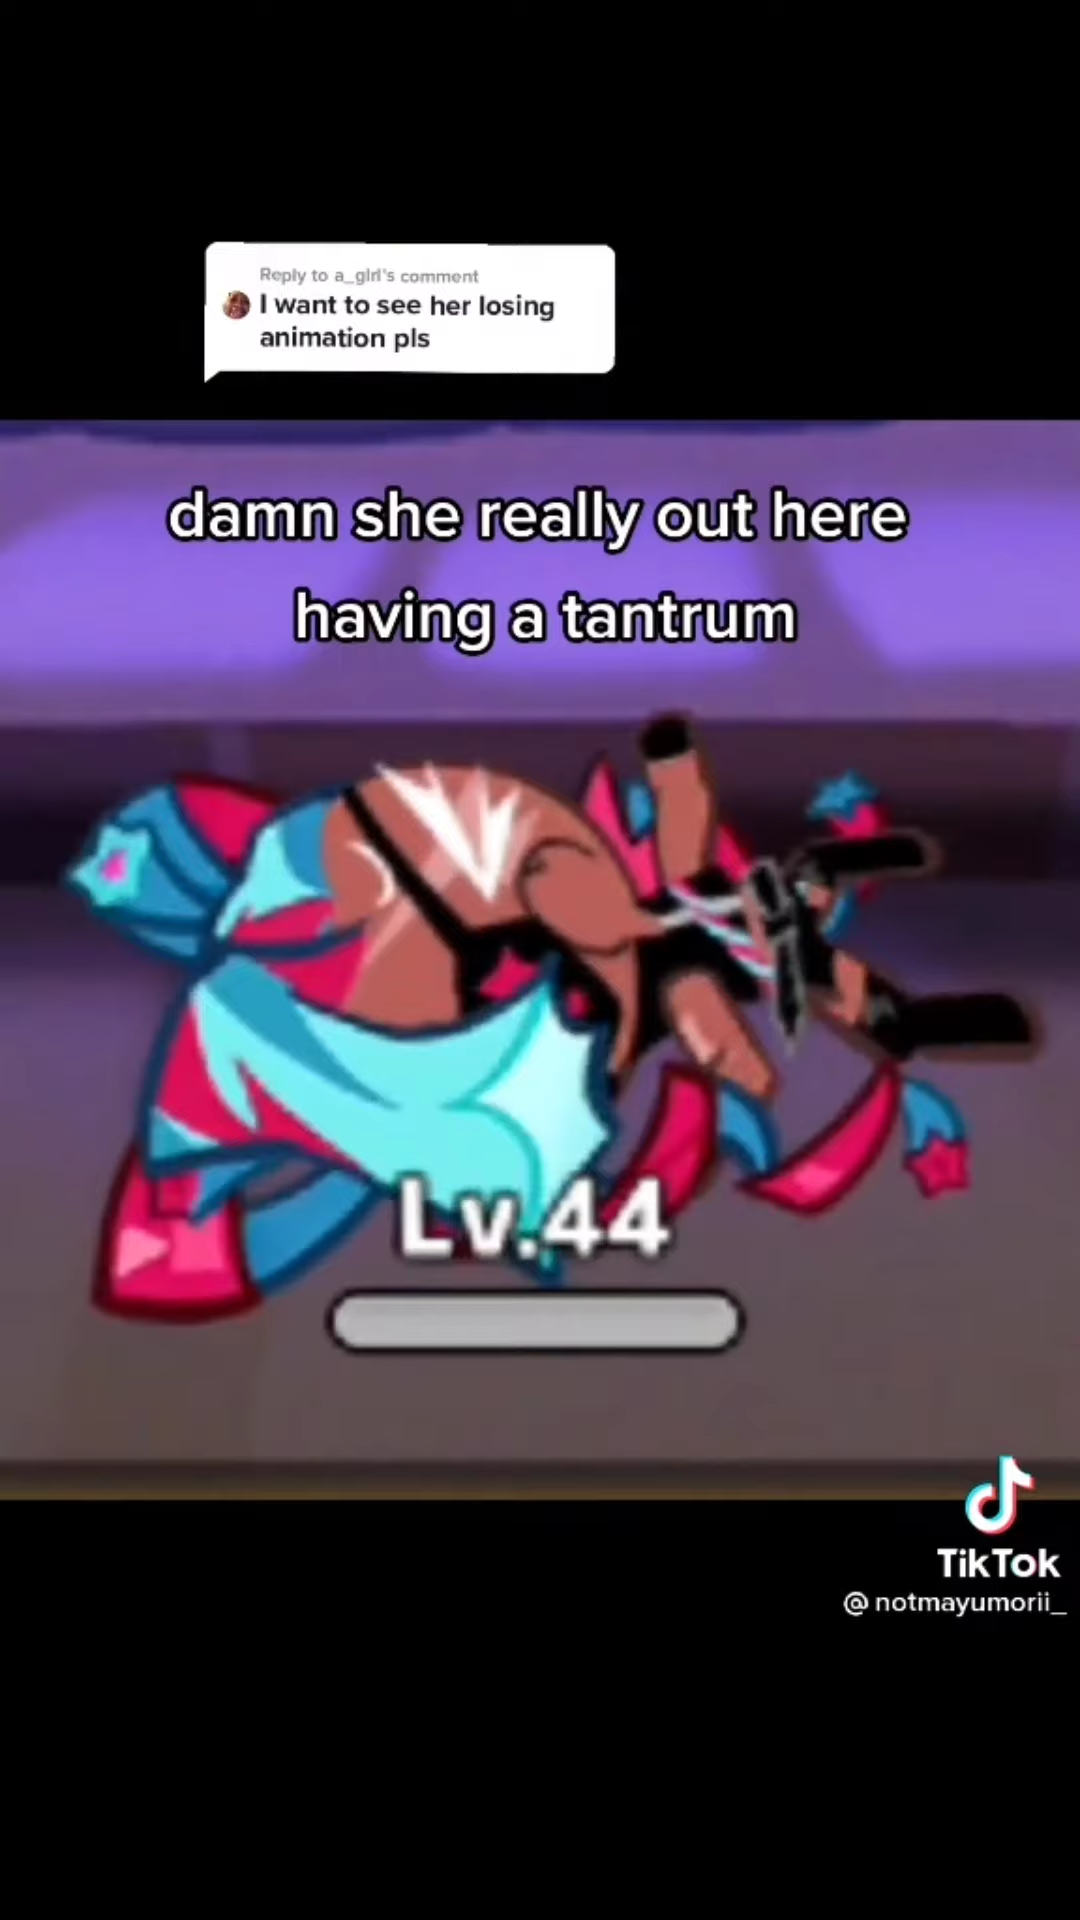 Reply to a_glrl's comment
I want to see her losing
animation pls
damn she really out here
having a tantrum
Lv.44
TikTok
@notmayumorii_